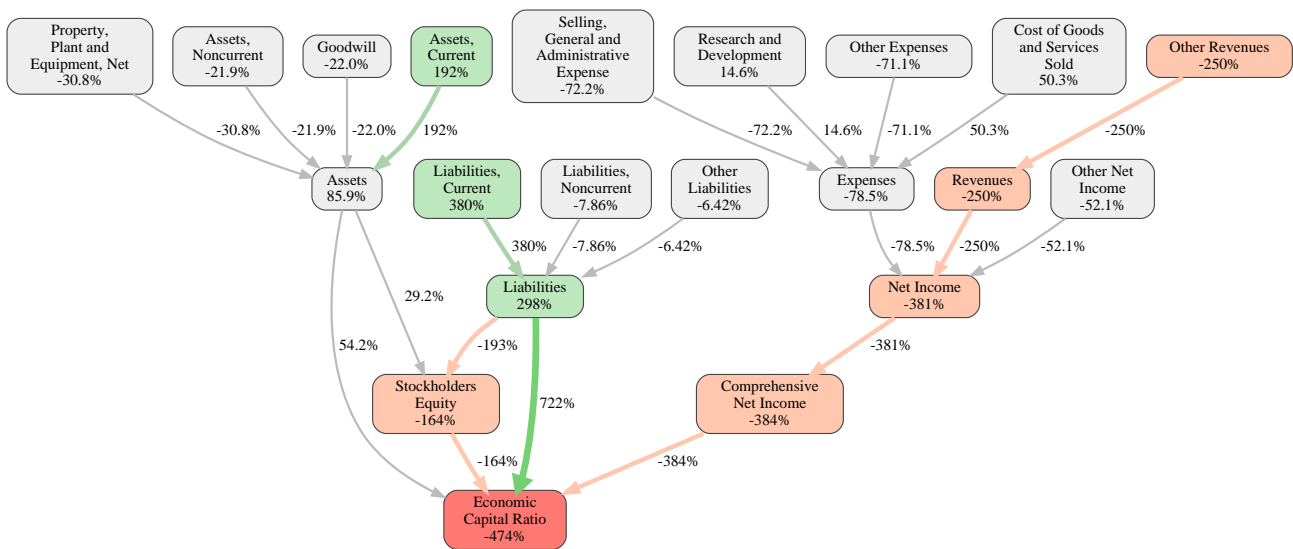 Property,
Plant and
Equipment, Net
-30.8%
Assets,
Noncurrent
-21.9%
Goodwill
-22.0%
Assets,
Current
192%
Selling,
General and
Administrative
Expense
-72.2%
Research and
Development
14.6%
Other Expenses
-71.1%
Cost of Goods
and Services
Sold
50.3%
Other Revenues
-250%
-30.8%
-21.9%
-22.0%
192%
-72.2%
14.6%
-71.1%
50.3%
-250%
Assets
85.9%
Liabilities,
Current
380%
Liabilities,
Noncurrent
-7.86%
Other
Liabilities
-6.42%
Expenses
-78.5%
Revenues
-250%
Other Net
Income
-52.1%
380%
-7.86%
-6.42%
-78.5%
-250%
-52.1%
29.2%
Liabilities
298%
Net Income
-381%
54.2%
-193%
-381%
Stockholders
Equity
-164%
722%
Comprehensive
Net Income
-384%
-164%
-384%
Economic
Capital Ratio
-474%